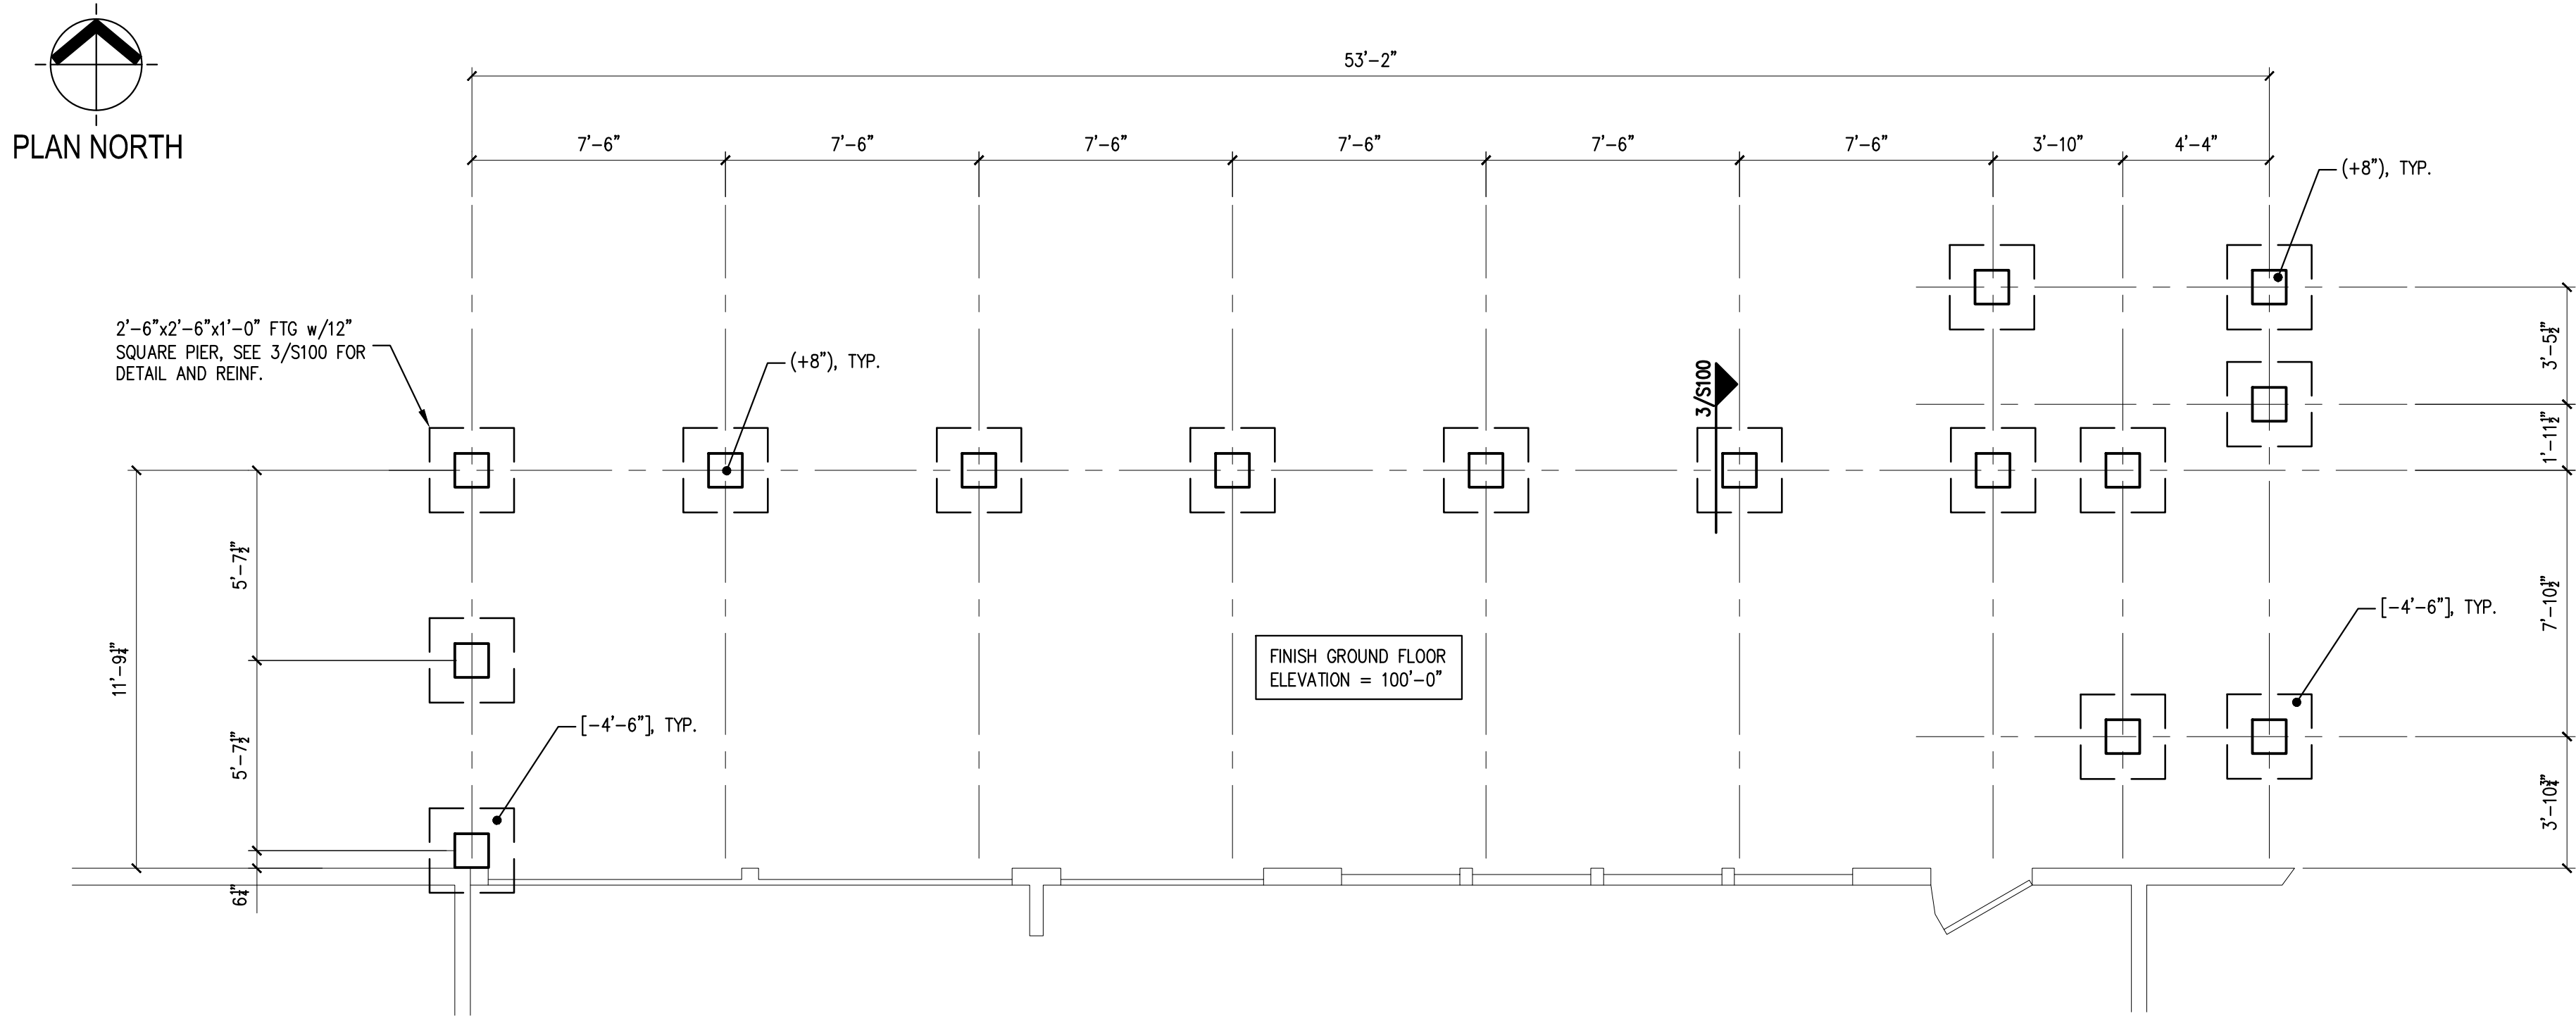 PLAN NORTH
53'-2"
7'-6"
7'-6"
7'-6"
7'-6"
7'-6"
7'-6"
3'-10"
4'-4"
(+8"), TYP.
2'-6"x2'-6"x1'-0" FTG w/12"
SQUARE PIER, SEE 3/S100 FOR
DETAIL AND REINF.
(+8"), TYP.
3/S100
3'-5½"
1'-11½"
7'-10½"
3'-10¾"
11'-9¼"
5'-7½"
5'-7½"
6¼"
FINISH GROUND FLOOR
ELEVATION = 100'-0"
[-4'-6"], TYP.
[-4'-6"], TYP.